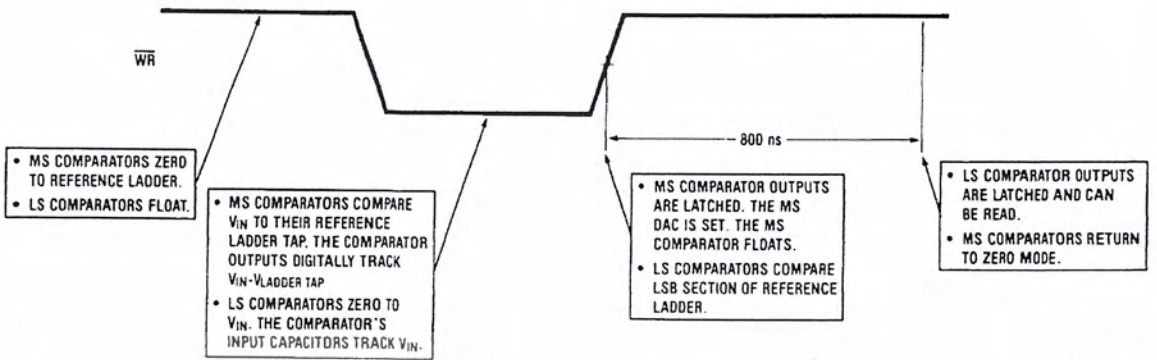 WR
800 ns
• MS COMPARATORS ZERO
TO REFERENCE LADDER.
• LS COMPARATORS FLOAT.
• MS COMPARATORS COMPARE
VIN TO THEIR REFERENCE
LADDER TAP. THE COMPARATOR
OUTPUTS DIGITALLY TRACK
VIN-VLADDER TAP
• LS COMPARATORS ZERO TO
VIN. THE COMPARATOR'S
INPUT CAPACITORS TRACK VIN.
• MS COMPARATOR OUTPUTS
ARE LATCHED. THE MS
DAC IS SET. THE MS
COMPARATOR FLOATS.
• LS COMPARATORS COMPARE
LSB SECTION OF REFERENCE
LADDER.
• LS COMPARATOR OUTPUTS
ARE LATCHED AND CAN
BE READ.
• MS COMPARATORS RETURN
TO ZERO MODE.